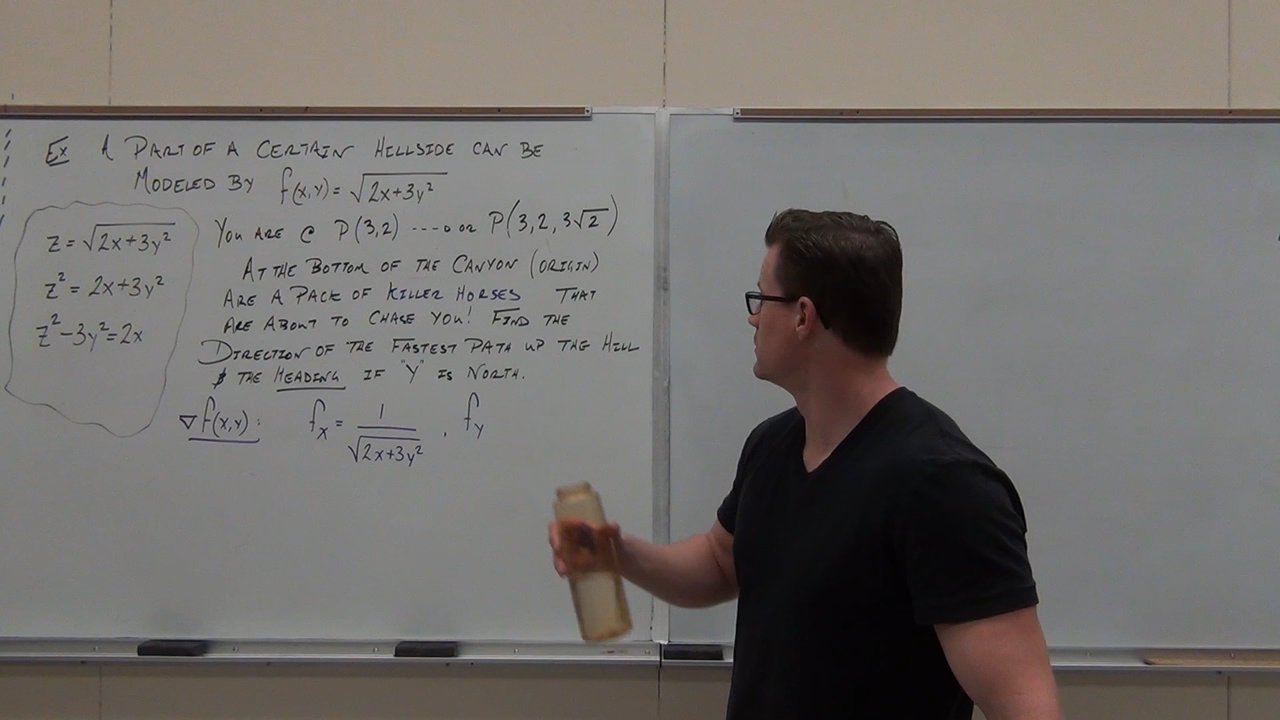 Ex A PART OF A CERTAIN HILLSIDE CAN BE
MODELED BY f(x,y) = √(2x+3y²)
z = √(2x+3y²)
z² = 2x+3y²
z² − 3y² = 2x
YOU ARE @ P(3,2) ----o OR P(3,2,3√2)
AT THE BOTTOM OF THE CANYON (ORIGIN)
ARE A PACK OF KILLER HORSES THAT
ARE ABOUT TO CHASE YOU! FIND THE
DIRECTION OF THE FASTEST PATH UP THE HILL
& THE HEADING IF "Y" IS NORTH.
∇f(x,y): f_x = 1/√(2x+3y²) , f_y